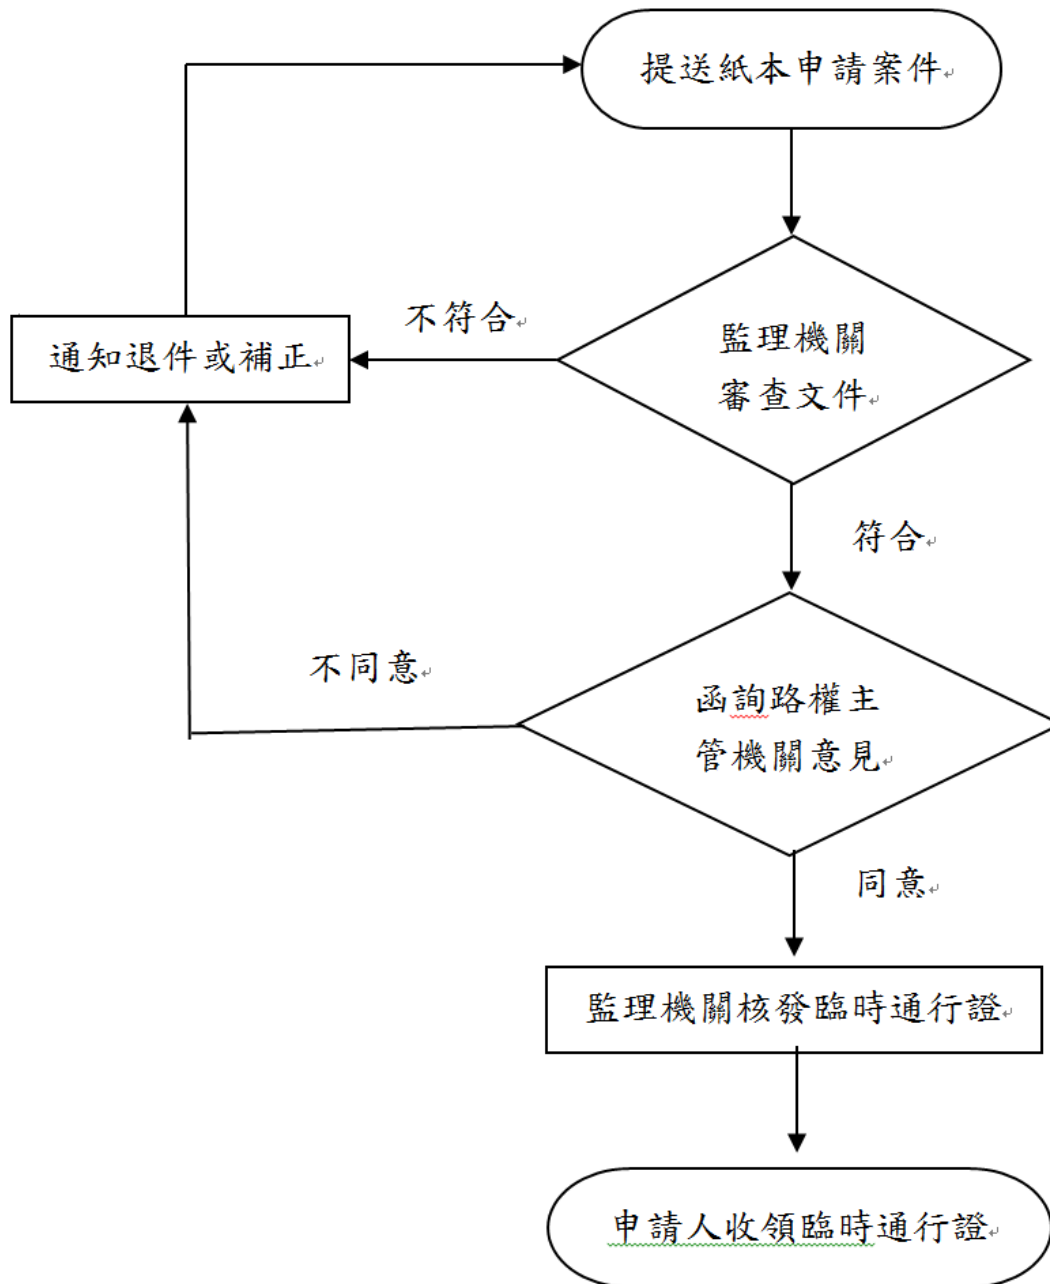 提送紙本申請案件
不符合
通知退件或補正
監理機關
審查文件
符合
不同意
函詢路權主
管機關意見
同意
監理機關核發臨時通行證
申請人收領臨時通行證